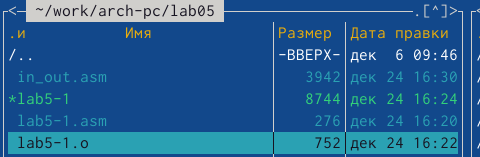 ~/work/arch-pc/lab05 .[^]>
.и Имя Размер Дата правки
/.. -ВВЕРХ- дек 6 09:46
in_out.asm 3942 дек 24 16:30
*lab5-1 8744 дек 24 16:24
lab5-1.asm 276 дек 24 16:20
lab5-1.o 752 дек 24 16:22